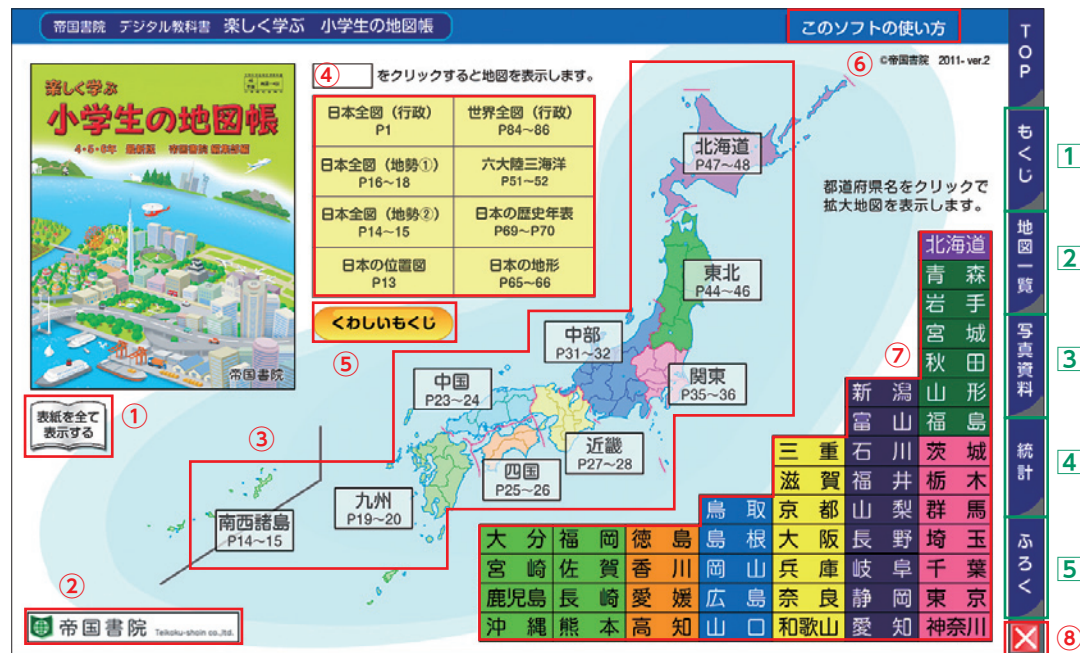 帝国書院 デジタル教科書 楽しく学ぶ 小学生の地図帳
このソフトの使い方
⑥ ©帝国書院 2011- ver.2
楽しく学ぶ
小学生の地図帳
4・5・6年 最新版 帝国書院 編集部編
帝国書院
表紙を全て
表示する
①
②
帝国書院 Teikoku-shoin co.,ltd.
④ をクリックすると地図を表示します。
日本全図（行政）
P1
世界全図（行政）
P84～86
日本全図（地勢①）
P16～18
六大陸三海洋
P51～52
日本全図（地勢②）
P14～15
日本の歴史年表
P69～P70
日本の位置図
P13
日本の地形
P65～66
くわしいもくじ
⑤
③
北海道
P47～48
東北
P44～46
中部
P31～32
関東
P35～36
中国
P23～24
近畿
P27～28
四国
P25～26
九州
P19～20
南西諸島
P14～15
都道府県名をクリックで
拡大地図を表示します。
⑦
北海道
青森
岩手
宮城
秋田
新潟 山形
富山 福島
三重 石川 茨城
滋賀 福井 栃木
鳥取 京都 山梨 群馬
大分 福岡 徳島 島根 大阪 長野 埼玉
宮崎 佐賀 香川 岡山 兵庫 岐阜 千葉
鹿児島 長崎 愛媛 広島 奈良 静岡 東京
沖縄 熊本 高知 山口 和歌山 愛知 神奈川
TOP
もくじ
1
地図一覧
2
写真資料
3
統計
4
ふろく
5
⑧